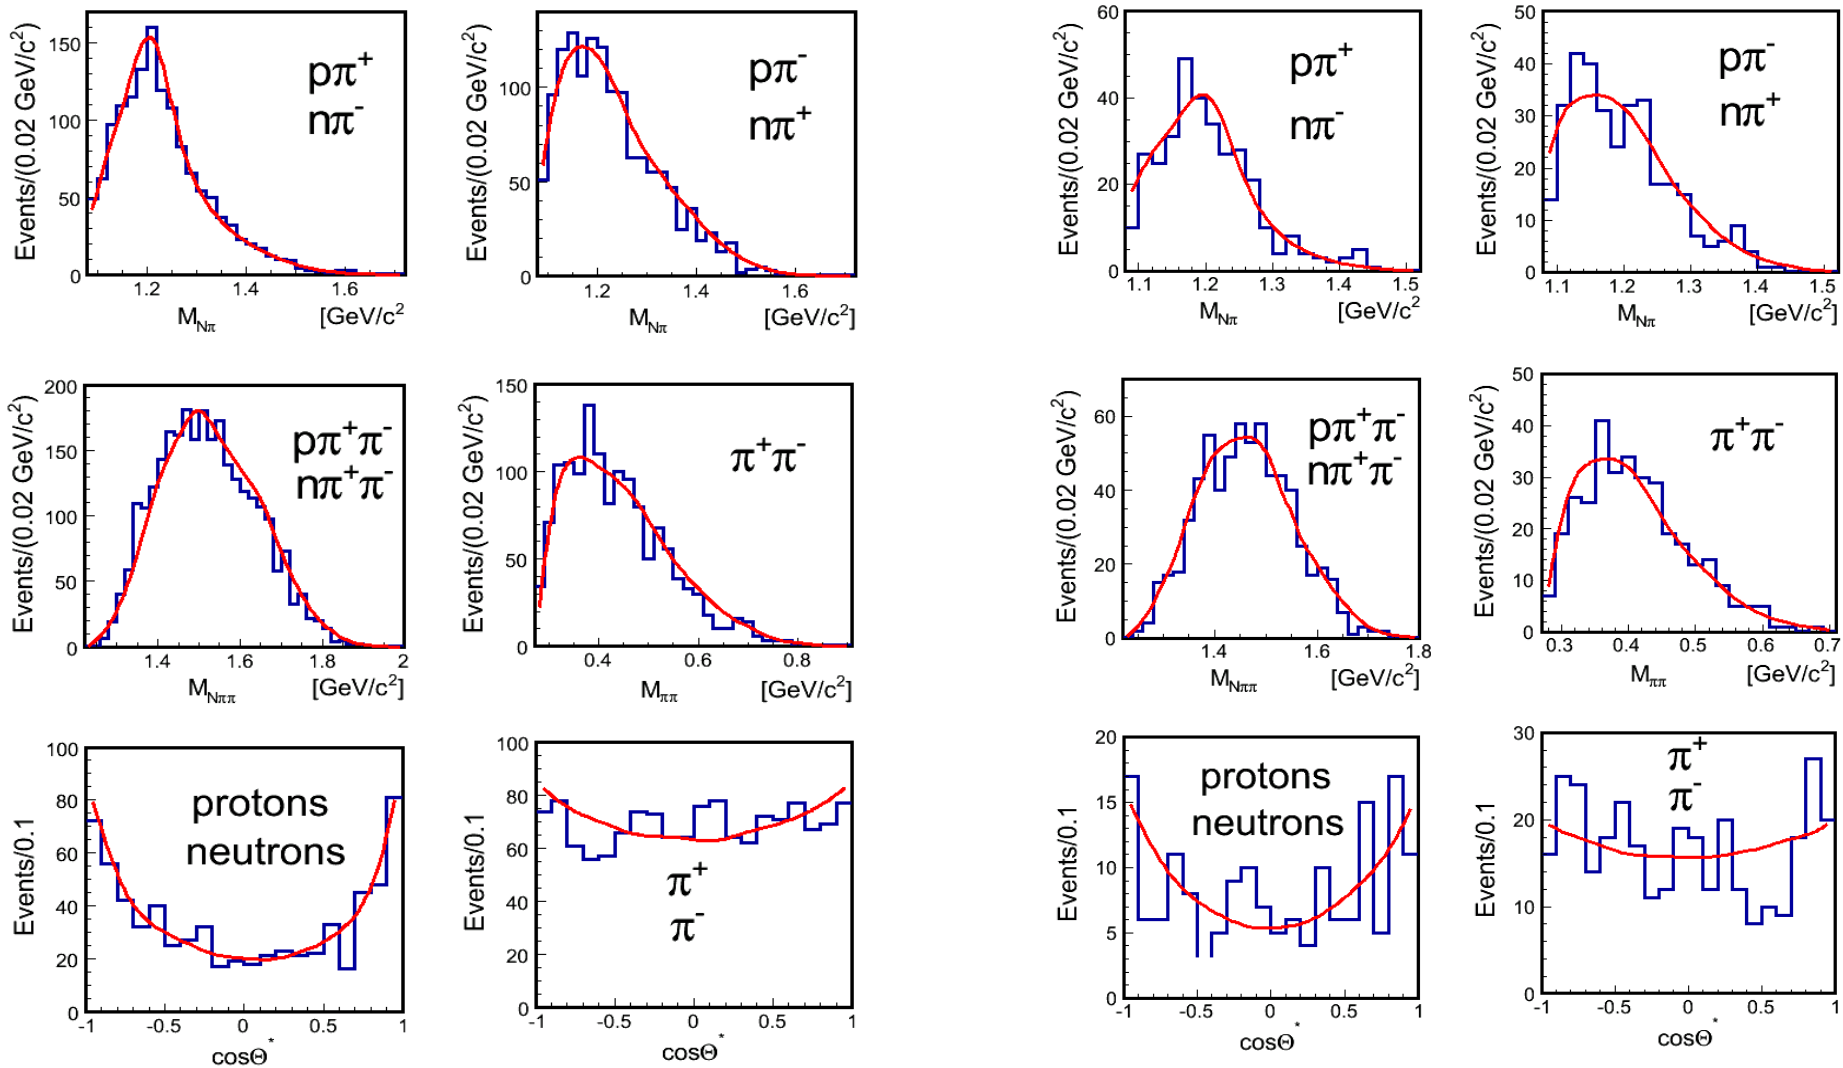 Events/(0.02 GeV/c²)
150
100
50
0
pπ⁺
nπ⁻
1.2
1.4
1.6
M_Nπ
[GeV/c²
Events/(0.02 GeV/c²)
100
50
0
pπ⁻
nπ⁺
1.2
1.4
1.6
M_Nπ
[GeV/c²]
Events/(0.02 GeV/c²)
60
40
20
0
pπ⁺
nπ⁻
1.1
1.2
1.3
1.4
1.5
M_Nπ
[GeV/c²
Events/(0.02 GeV/c²)
50
40
30
20
10
0
pπ⁻
nπ⁺
1.1
1.2
1.3
1.4
1.5
M_Nπ
[GeV/c²]
Events/(0.02 GeV/c²)
200
150
100
50
0
pπ⁺π⁻
nπ⁺π⁻
1.4
1.6
1.8
2
M_Nππ
[GeV/c²]
Events/(0.02 GeV/c²)
150
100
50
0
π⁺π⁻
0.4
0.6
0.8
M_ππ
[GeV/c²]
Events/(0.02 GeV/c²)
60
40
20
0
pπ⁺π⁻
nπ⁺π⁻
1.4
1.6
1.8
M_Nππ
[GeV/c²]
Events/(0.02 GeV/c²)
50
40
30
20
10
0
π⁺π⁻
0.3
0.4
0.5
0.6
0.7
M_ππ
[GeV/c²]
Events/0.1
100
80
60
40
20
0
protons
neutrons
-1
-0.5
0
0.5
1
cosΘ*
Events/0.1
100
80
60
40
20
0
π⁺
π⁻
-1
-0.5
0
0.5
1
cosΘ*
Events/0.1
20
15
10
5
0
protons
neutrons
-1
-0.5
0
0.5
1
cosΘ*
Events/0.1
30
20
10
0
π⁺
π⁻
-1
-0.5
0
0.5
1
cosΘ*